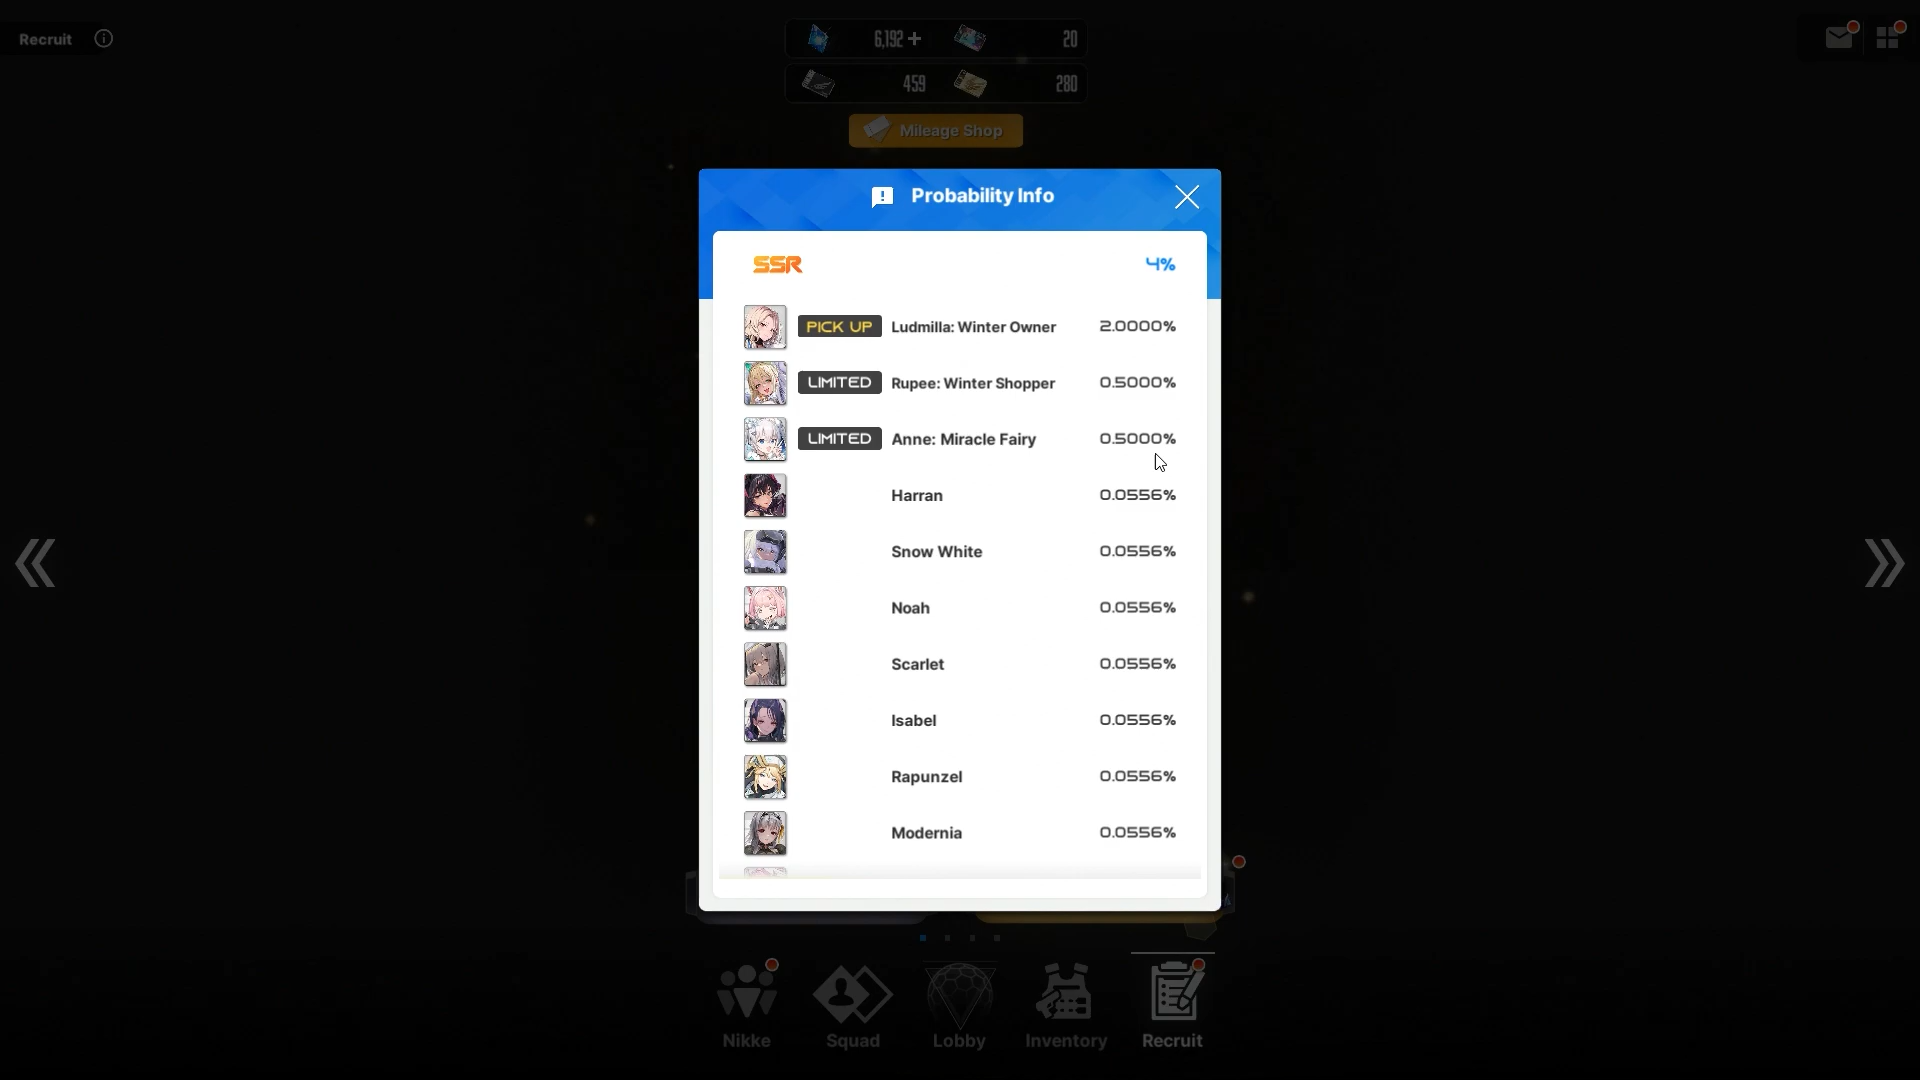 Recruit
6,192 + 20
459 280
Mileage Shop
Probability Info
SSR 4%
PICK UP Ludmilla: Winter Owner 2.0000%
LIMITED Rupee: Winter Shopper 0.5000%
LIMITED Anne: Miracle Fairy 0.5000%
Harran 0.0556%
Snow White 0.0556%
Noah 0.0556%
Scarlet 0.0556%
Isabel 0.0556%
Rapunzel 0.0556%
Modernia 0.0556%
Nikke Squad Lobby Inventory Recruit